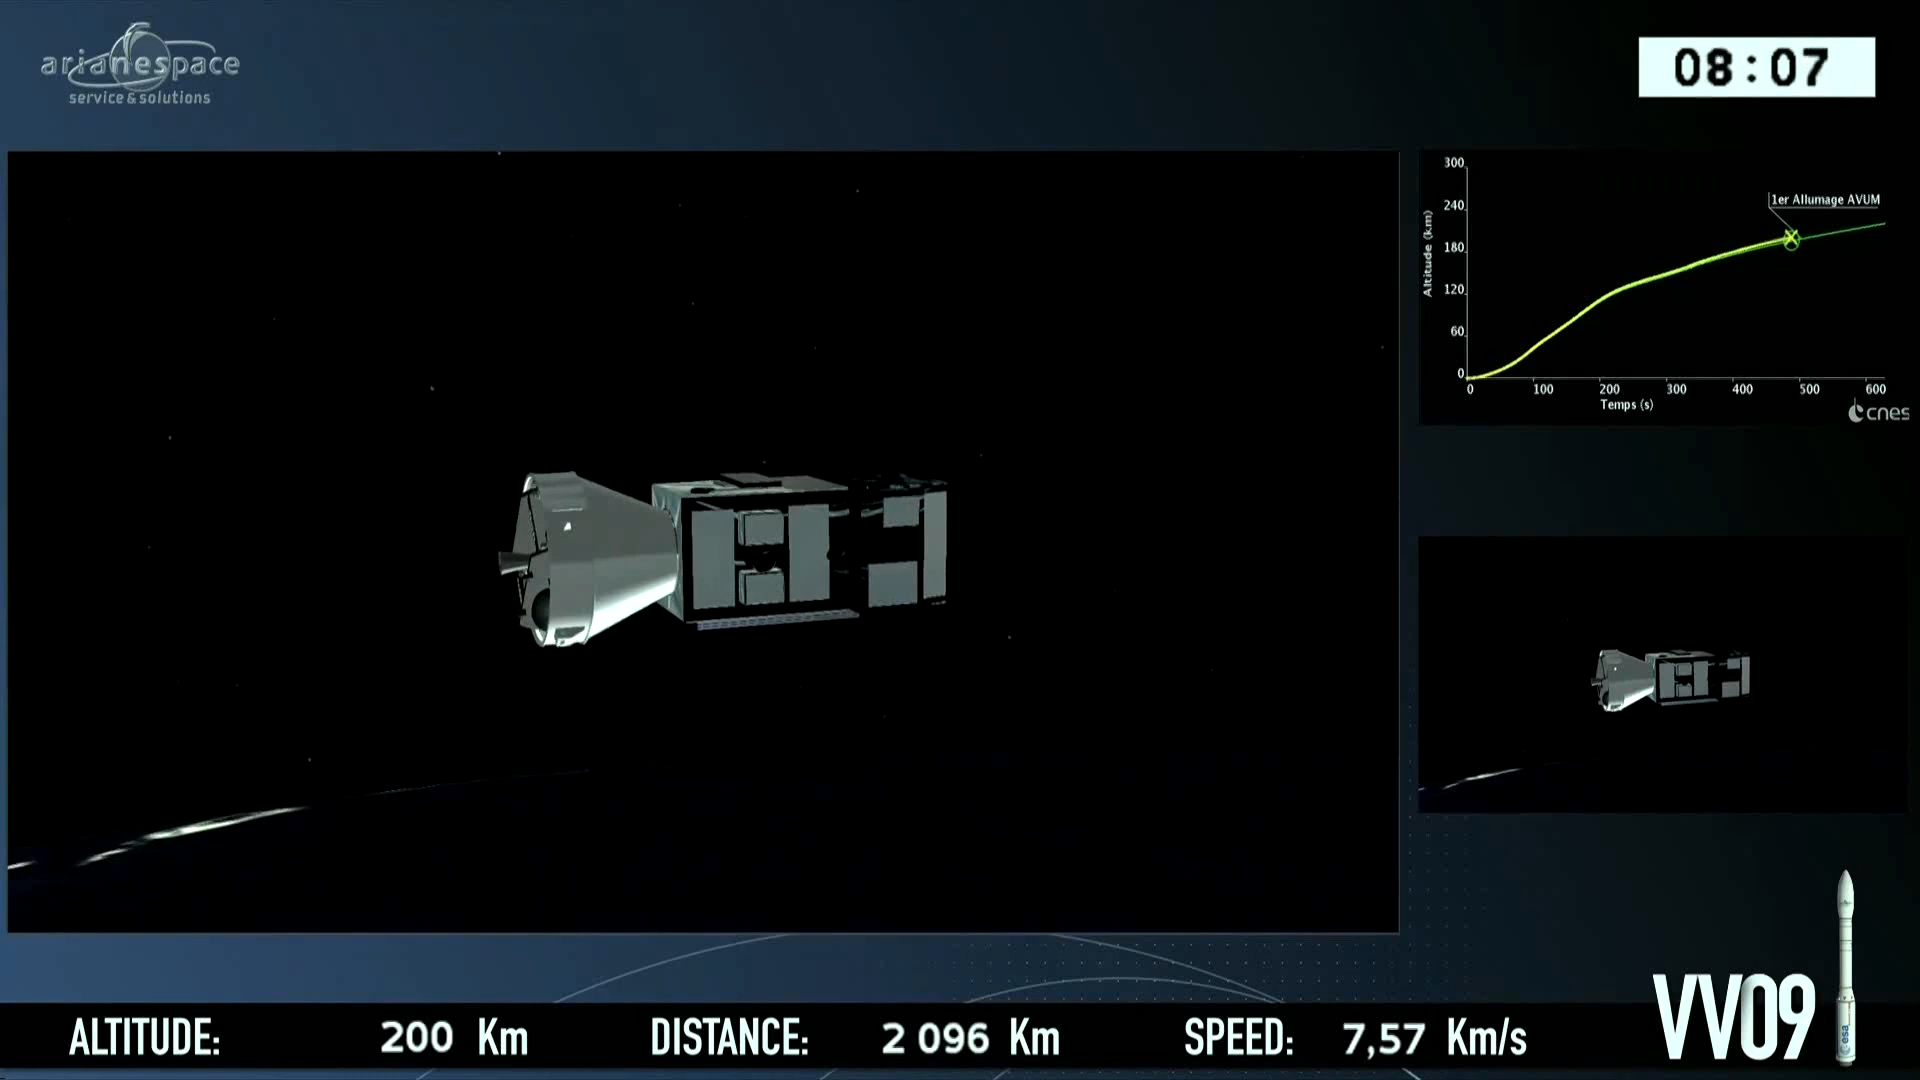 arianespace
service & solutions
08:07
300
240
180
120
60
0
Altitude (km)
1er Allumage AVUM
0 100 200 300 400 500 600
Temps (s)
cnes
VV09
esa
ALTITUDE: 200 Km DISTANCE: 2 096 Km SPEED: 7,57 Km/s